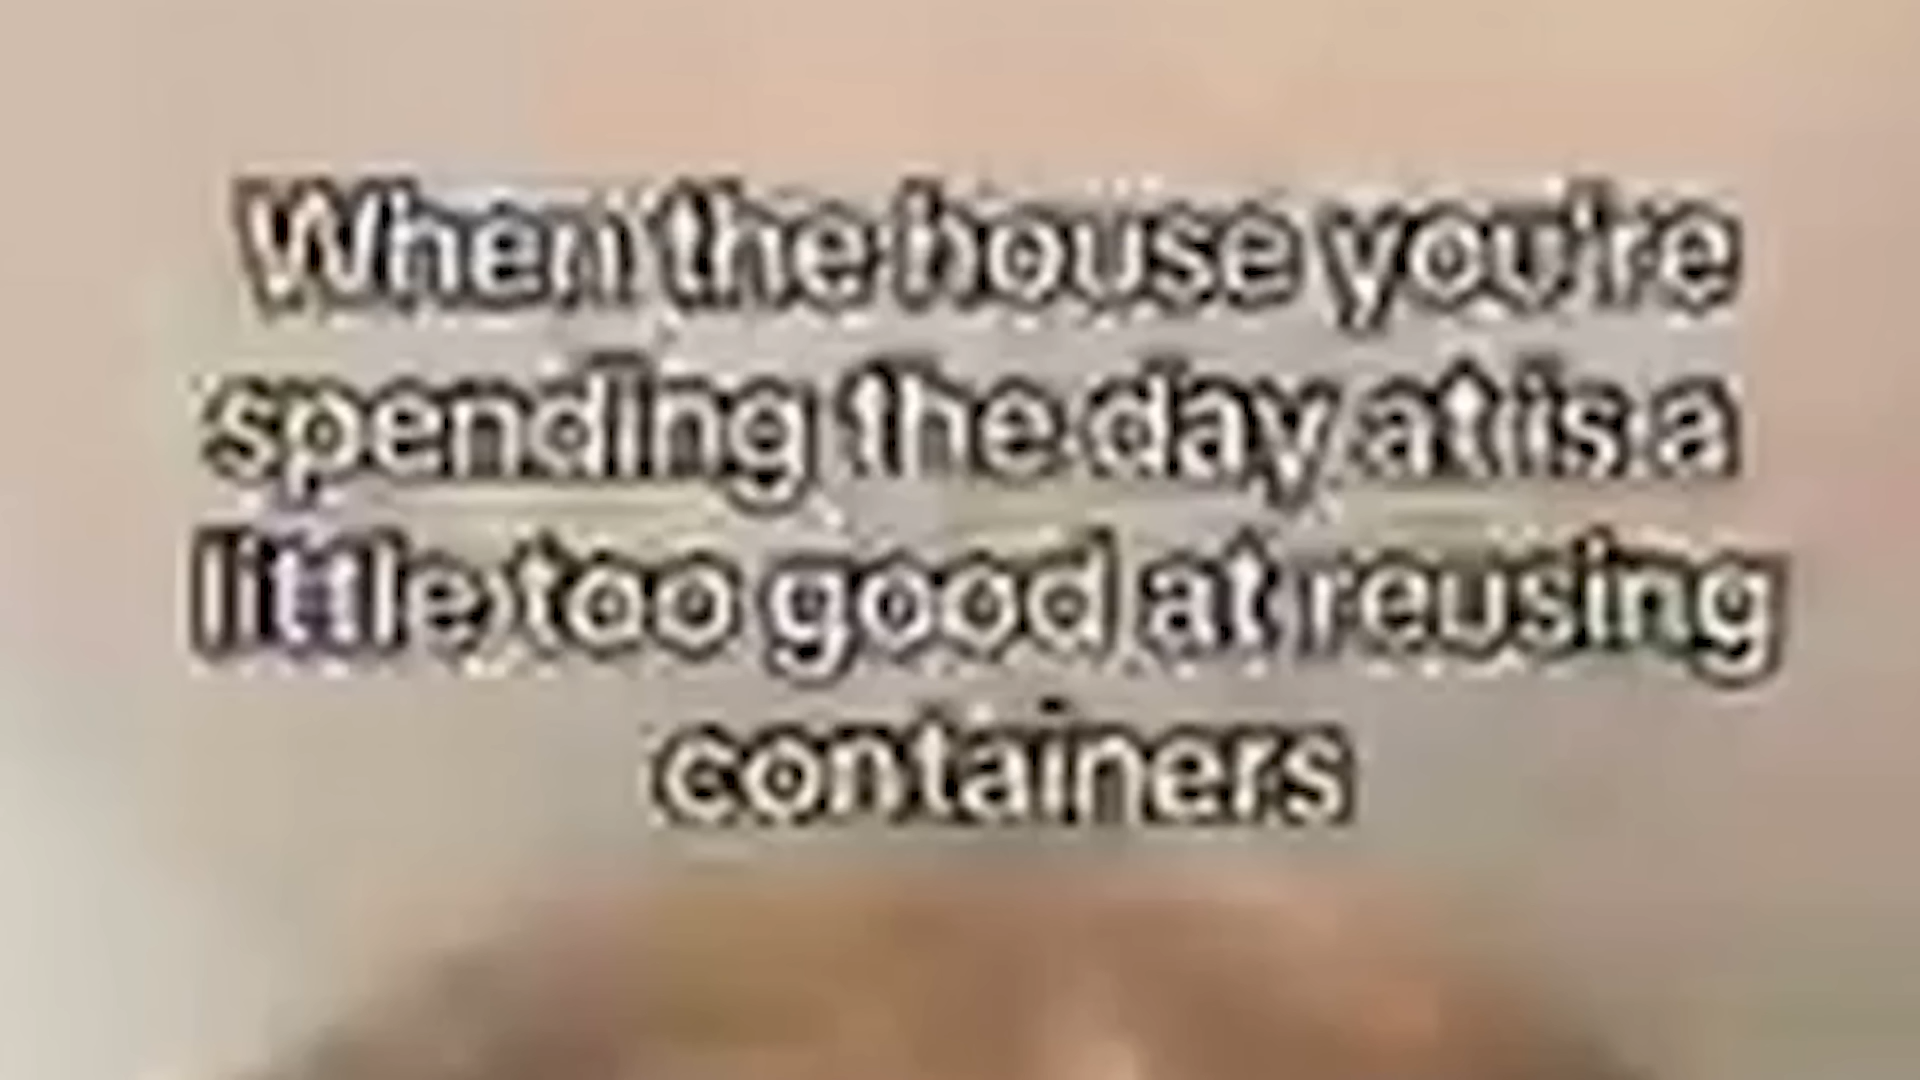 When the house you're
spending the day at is a
little too good at reusing
containers